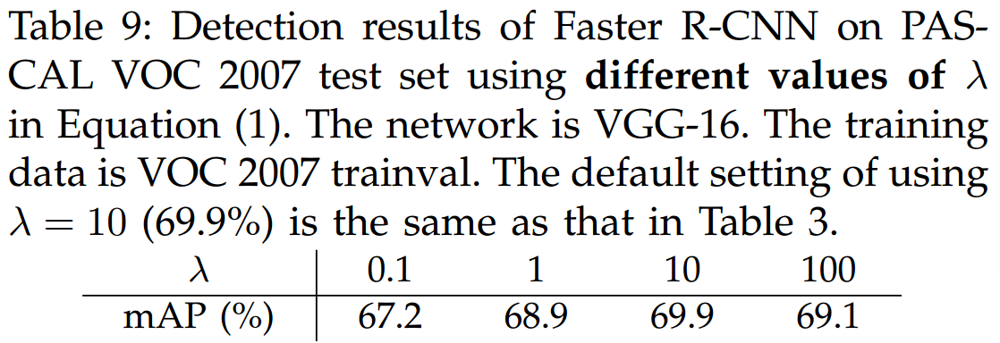 Table 9: Detection results of Faster R-CNN on PAS-
CAL VOC 2007 test set using different values of λ
in Equation (1). The network is VGG-16. The training
data is VOC 2007 trainval. The default setting of using
λ = 10 (69.9%) is the same as that in Table 3.
λ 0.1 1 10 100
mAP (%) 67.2 68.9 69.9 69.1